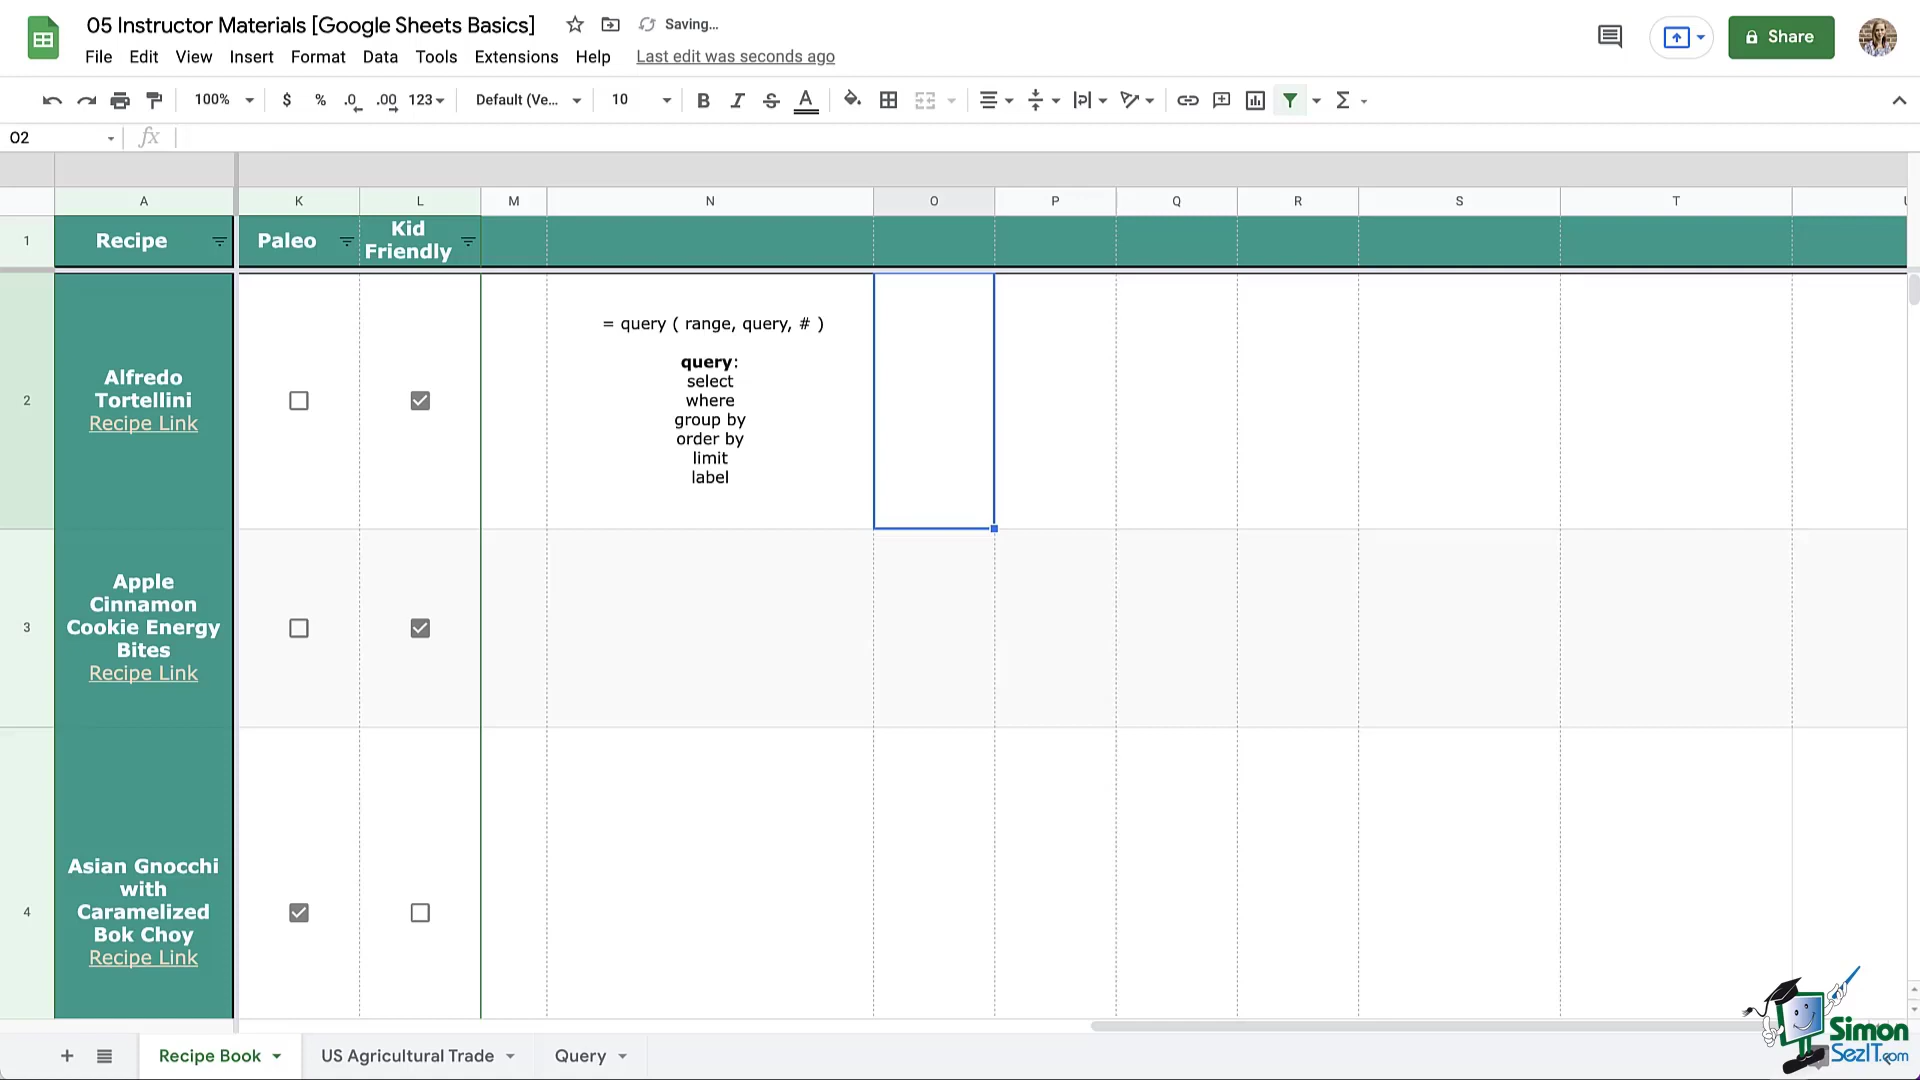 05 Instructor Materials [Google Sheets Basics]
Saving...
File Edit View Insert Format Data Tools Extensions Help Last edit was seconds ago
Share
100% $ % .0 .00 123 Default (Ve... 10 B I S A Σ
O2 fx
A K L M N O P Q R S T
1 Recipe Paleo Kid Friendly
2
Alfredo
Tortellini
Recipe Link
= query ( range, query, # )
query:
select
where
group by
order by
limit
label
3
Apple
Cinnamon
Cookie Energy
Bites
Recipe Link
4
Asian Gnocchi
with
Caramelized
Bok Choy
Recipe Link
+ Recipe Book US Agricultural Trade Query
Simon
SezIT.com